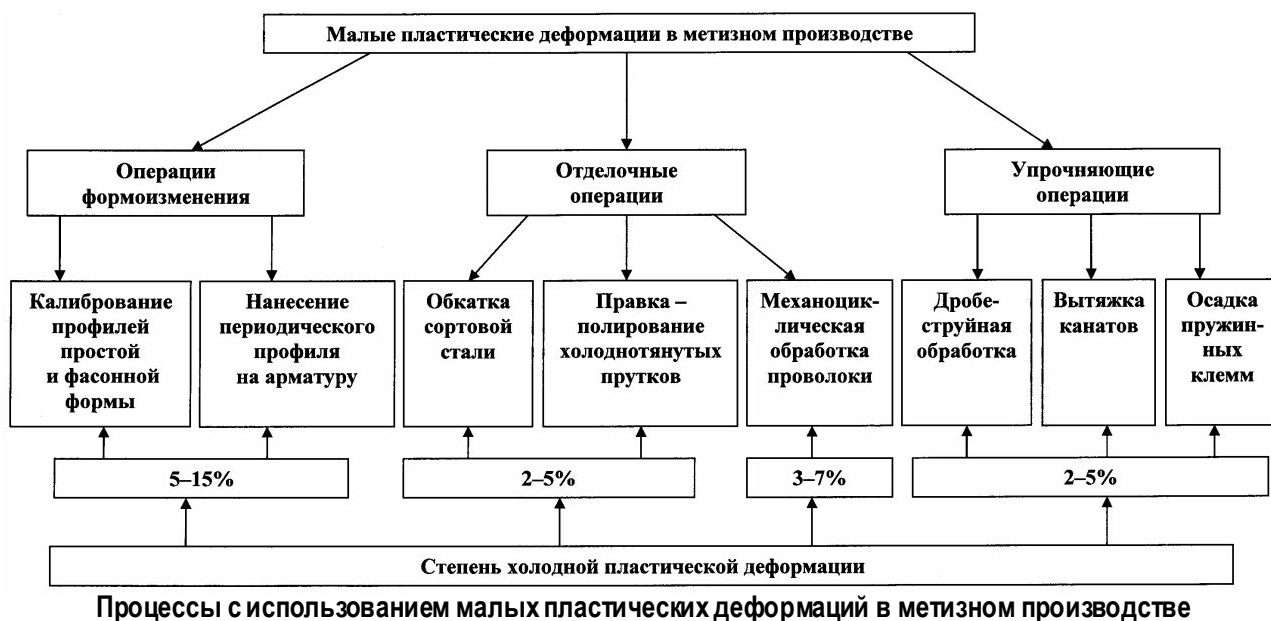 Малые пластические деформации в метизном производстве
Операции
формоизменения
Отделочные
операции
Упрочняющие
операции
Калибрование
профилей
простой
и фасонной
формы
Нанесение
периодического
профиля
на арматуру
Обкатка
сортовой
стали
Правка –
полирование
холоднотянутых
прутков
Механоцик-
лическая
обработка
проволоки
Дробе-
струйная
обработка
Вытяжка
канатов
Осадка
пружин-
ных
клемм
5–15%
2–5%
3–7%
2–5%
Степень холодной пластической деформации
Процессы с использованием малых пластических деформаций в метизном производстве